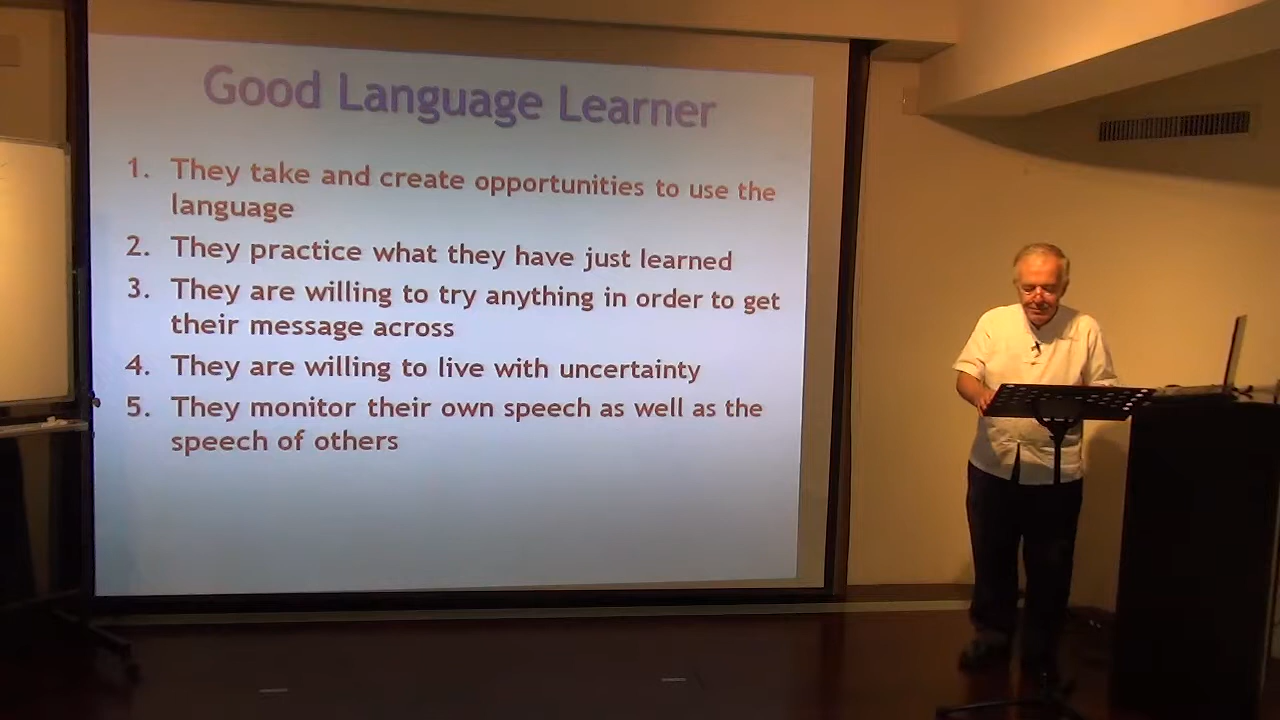 Good Language Learner
1. They take and create opportunities to use the
language
2. They practice what they have just learned
3. They are willing to try anything in order to get
their message across
4. They are willing to live with uncertainty
5. They monitor their own speech as well as the
speech of others